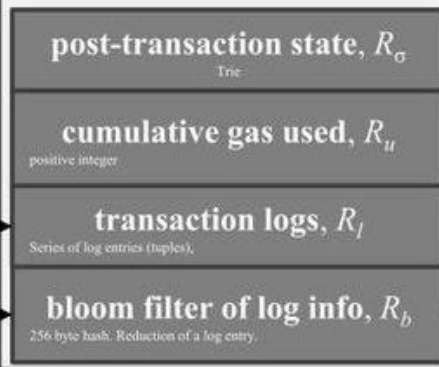 post-transaction state, Rσ
Trie
cumulative gas used, Ru
positive integer
transaction logs, Rl
Series of log entries (tuples),
bloom filter of log info, Rb
256 byte hash. Reduction of a log entry.